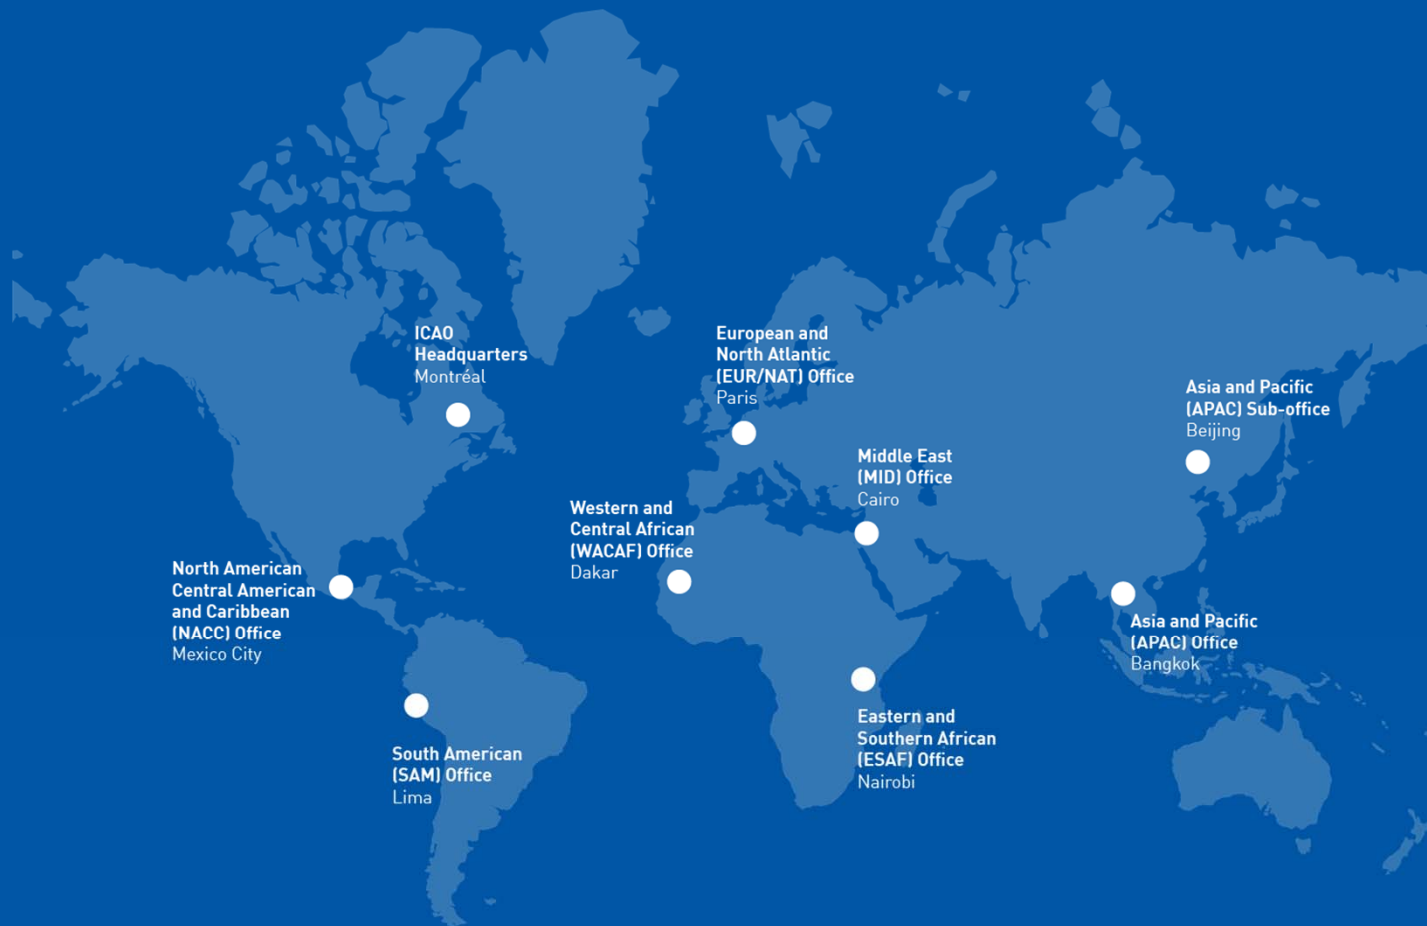 ICAO
Headquarters
Montréal
European and
North Atlantic
(EUR/NAT) Office
Paris
Asia and Pacific
(APAC) Sub-office
Beijing
Middle East
(MID) Office
Cairo
Western and
Central African
(WACAF) Office
Dakar
North American
Central American
and Caribbean
(NACC) Office
Mexico City
Asia and Pacific
(APAC) Office
Bangkok
Eastern and
Southern African
(ESAF) Office
Nairobi
South American
(SAM) Office
Lima